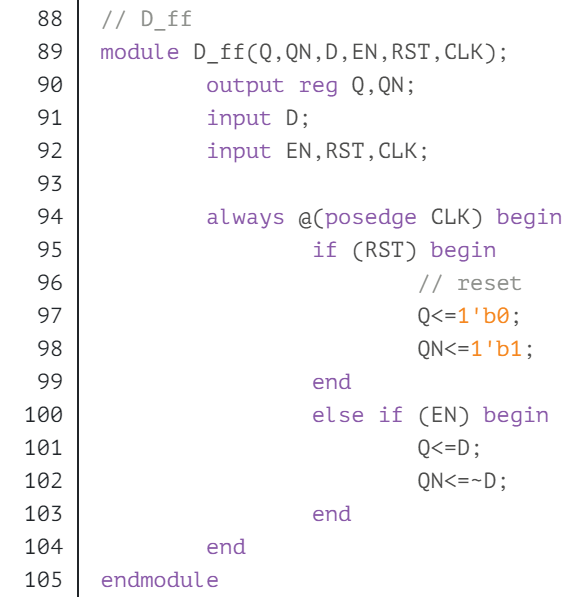 88 // D_ff
89 module D_ff(Q,QN,D,EN,RST,CLK);
90 output reg Q,QN;
91 input D;
92 input EN,RST,CLK;
93
94 always @(posedge CLK) begin
95 if (RST) begin
96 // reset
97 Q<=1'b0;
98 QN<=1'b1;
99 end
100 else if (EN) begin
101 Q<=D;
102 QN<=~D;
103 end
104 end
105 endmodule